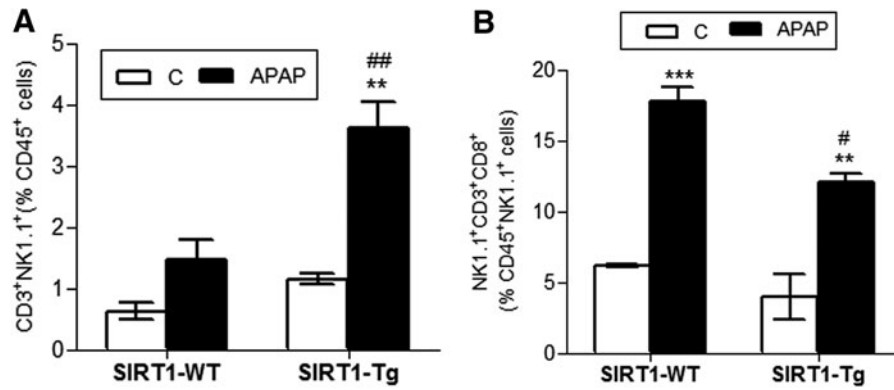 A
CD3+NK1.1+(% CD45+ cells)
5
4
3
2
1
0
C APAP
##
**
SIRT1-WT SIRT1-Tg
B
C APAP
NK1.1+CD3+CD8+
(% CD45+NK1.1+ cells)
20
15
10
5
0
***
#
**
SIRT1-WT SIRT1-Tg